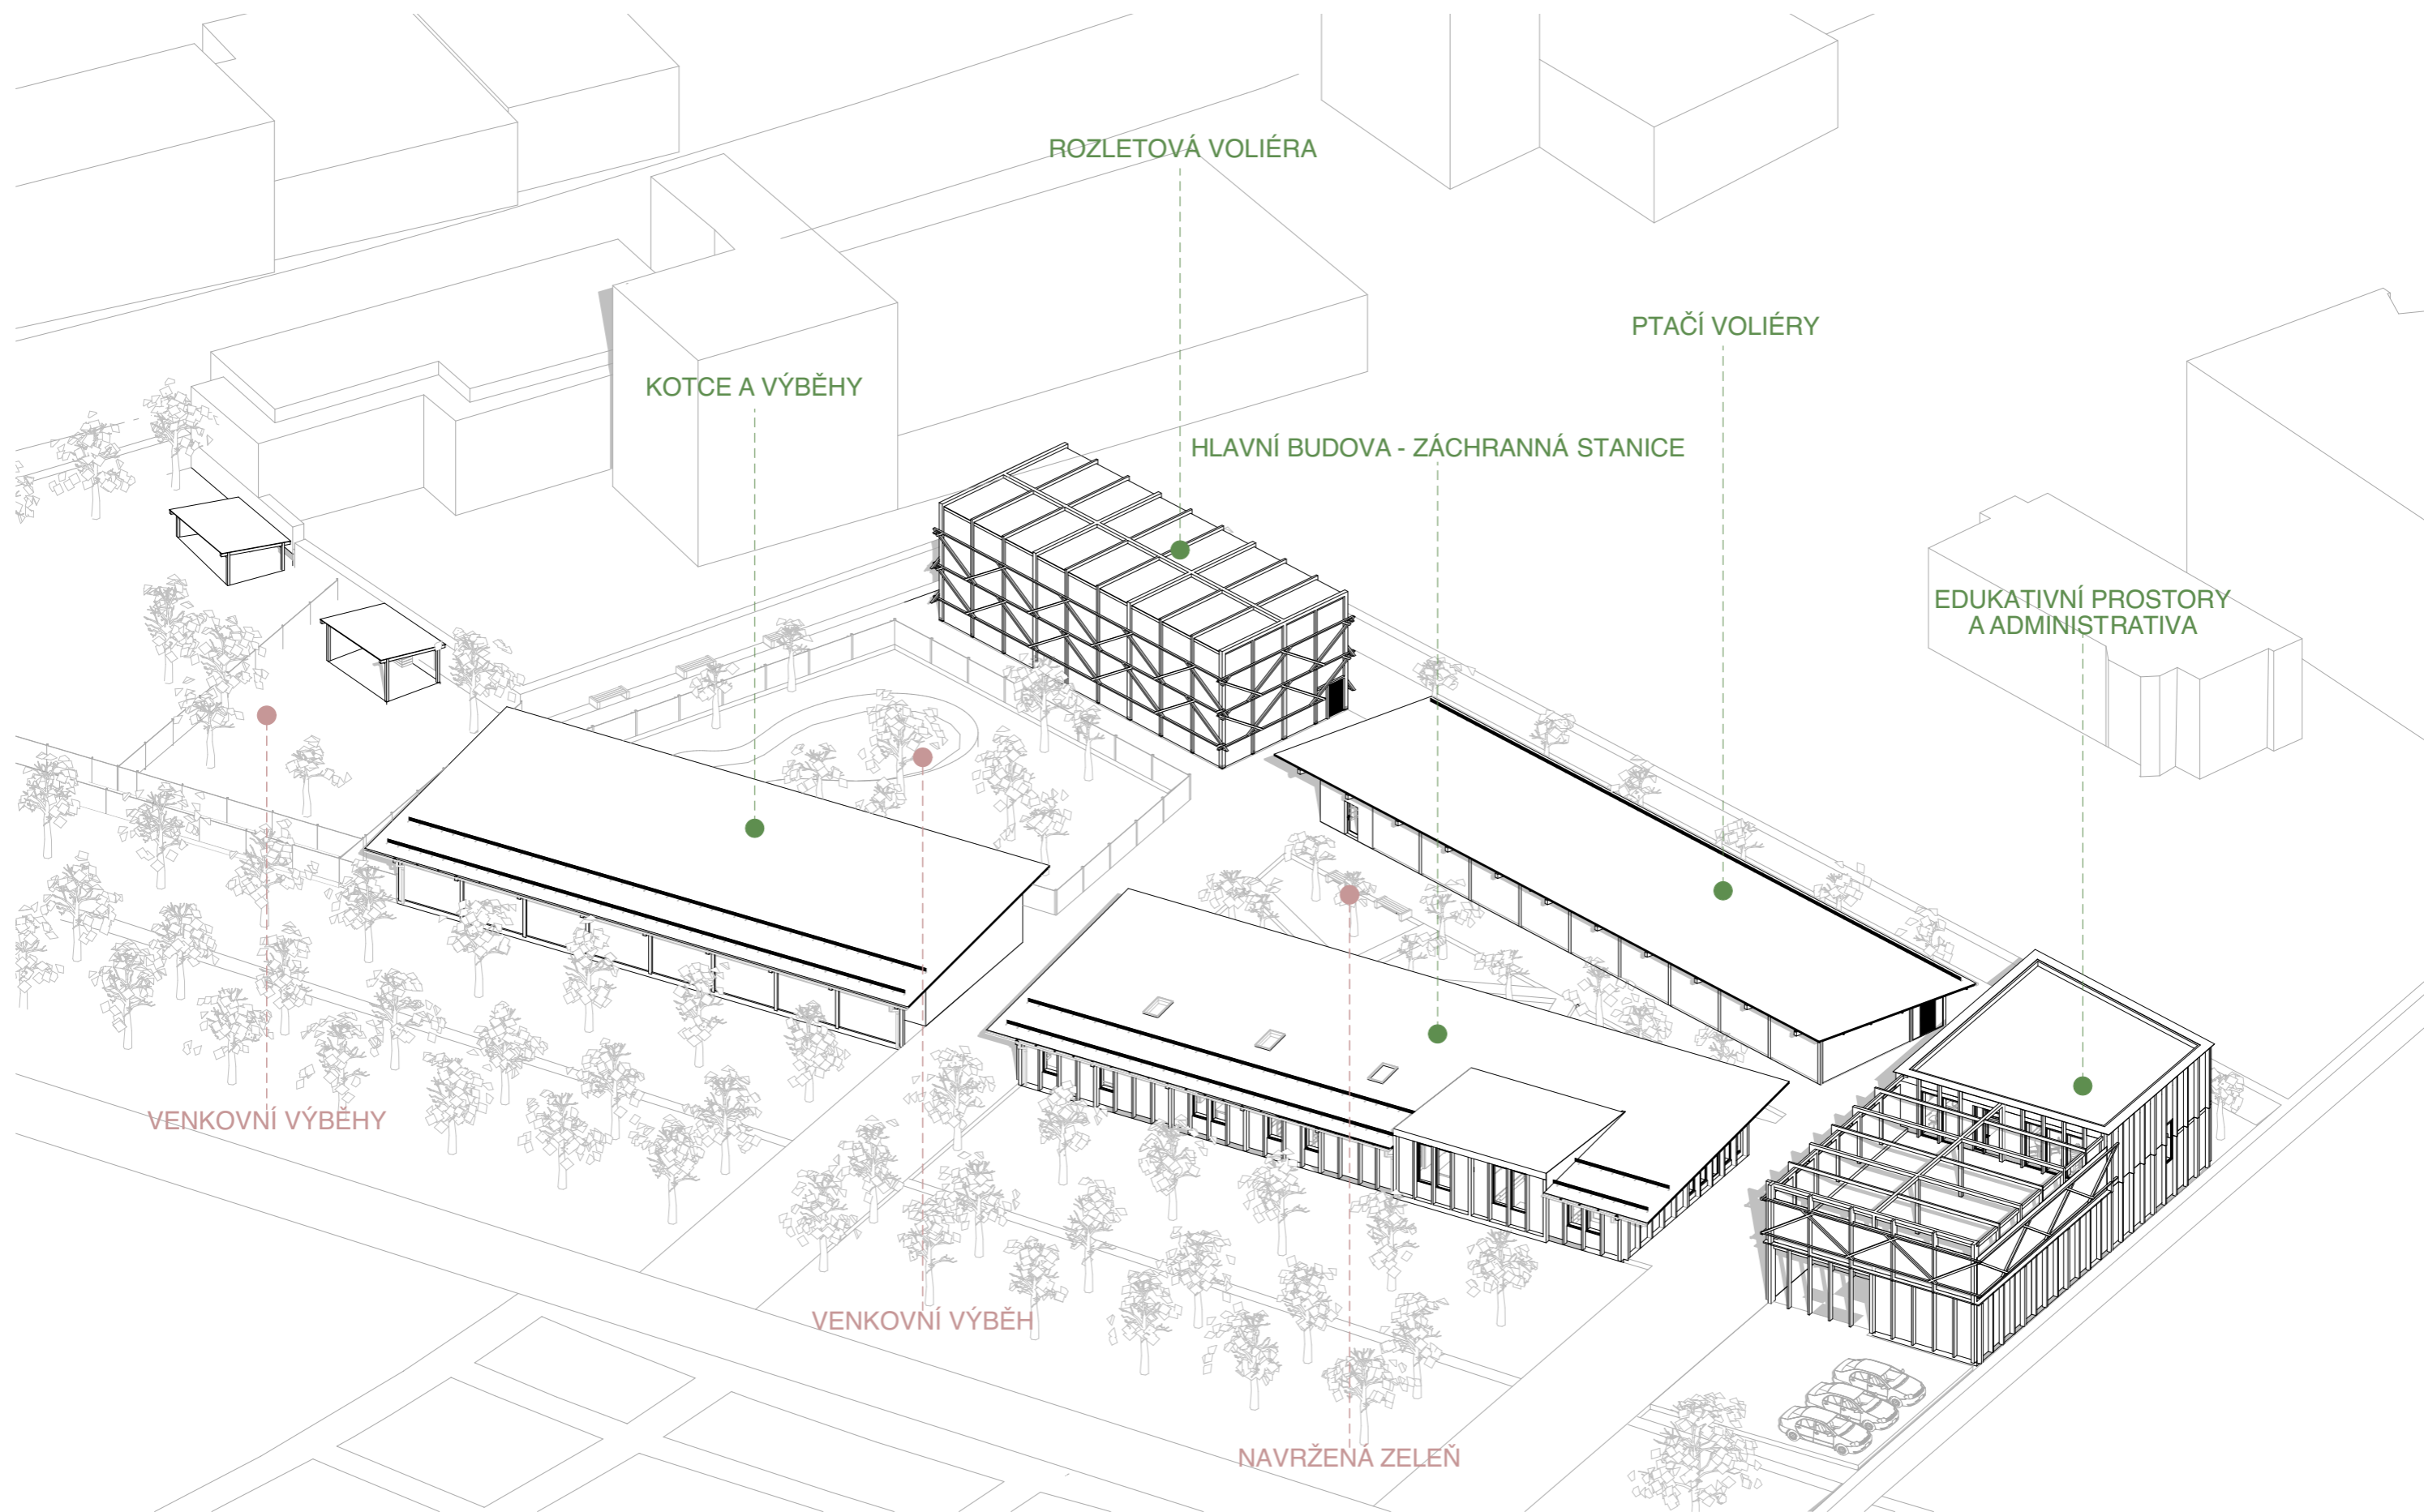 ROZLETOVÁ VOLIÉRA
PTAČÍ VOLIÉRY
KOTCE A VÝBĚHY
HLAVNÍ BUDOVA - ZÁCHRANNÁ STANICE
EDUKATIVNÍ PROSTORY
A ADMINISTRATIVA
VENKOVNÍ VÝBĚHY
VENKOVNÍ VÝBĚH
NAVRŽENÁ ZELEŇ